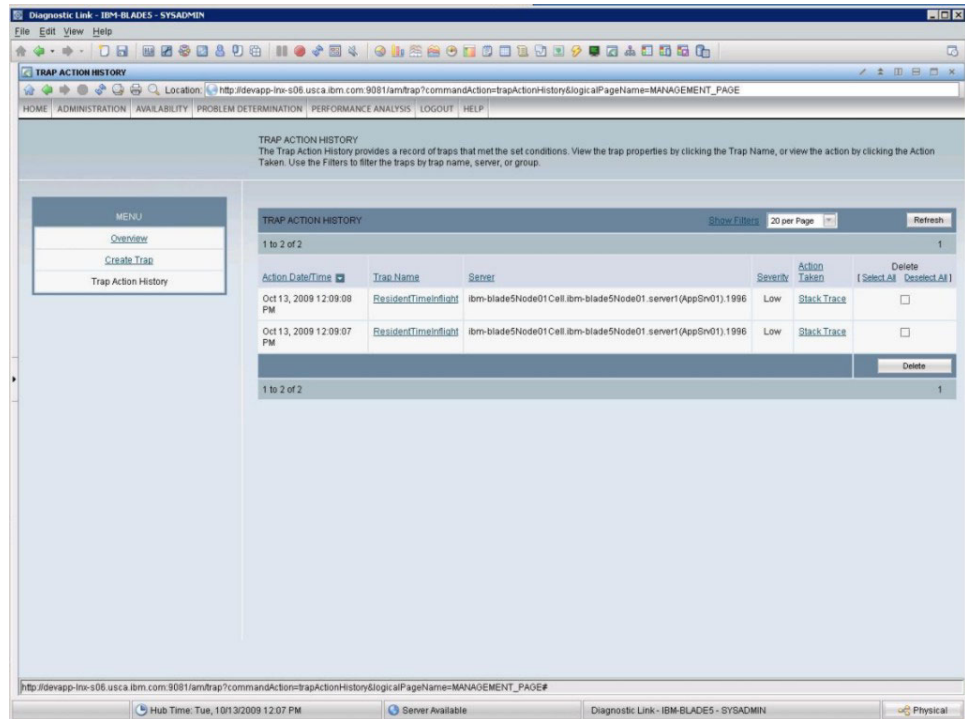 Diagnostic Link - IBM-BLADE5 - SYSADMIN
File Edit View Help
TRAP ACTION HISTORY
Location: http://devapp-lnx-s06.usca.ibm.com:9081/am/trap?commandAction=trapActionHistory&logicalPageName=MANAGEMENT_PAGE
HOME ADMINISTRATION AVAILABILITY PROBLEM DETERMINATION PERFORMANCE ANALYSIS LOGOUT HELP
TRAP ACTION HISTORY
The Trap Action History provides a record of traps that met the set conditions. View the trap properties by clicking the Trap Name, or view the action by clicking the Action
Taken. Use the Filters to filter the traps by trap name, server, or group.
MENU
Overview
Create Trap
Trap Action History
TRAP ACTION HISTORY Show Filters 20 per Page Refresh
1 to 2 of 2 1
Action Date/Time Trap Name Server Severity Action Taken Delete
[ Select All Deselect All ]
Oct 13, 2009 12:09:08 PM ResidentTimeInflight ibm-blade5Node01Cell.ibm-blade5Node01.server1(AppSrv01).1996 Low Stack Trace
Oct 13, 2009 12:09:07 PM ResidentTimeInflight ibm-blade5Node01Cell.ibm-blade5Node01.server1(AppSrv01).1996 Low Stack Trace
Delete
1 to 2 of 2 1
http://devapp-lnx-s06.usca.ibm.com:9081/am/trap?commandAction=trapActionHistory&logicalPageName=MANAGEMENT_PAGE#
Hub Time: Tue, 10/13/2009 12:07 PM Server Available Diagnostic Link - IBM-BLADE5 - SYSADMIN Physical